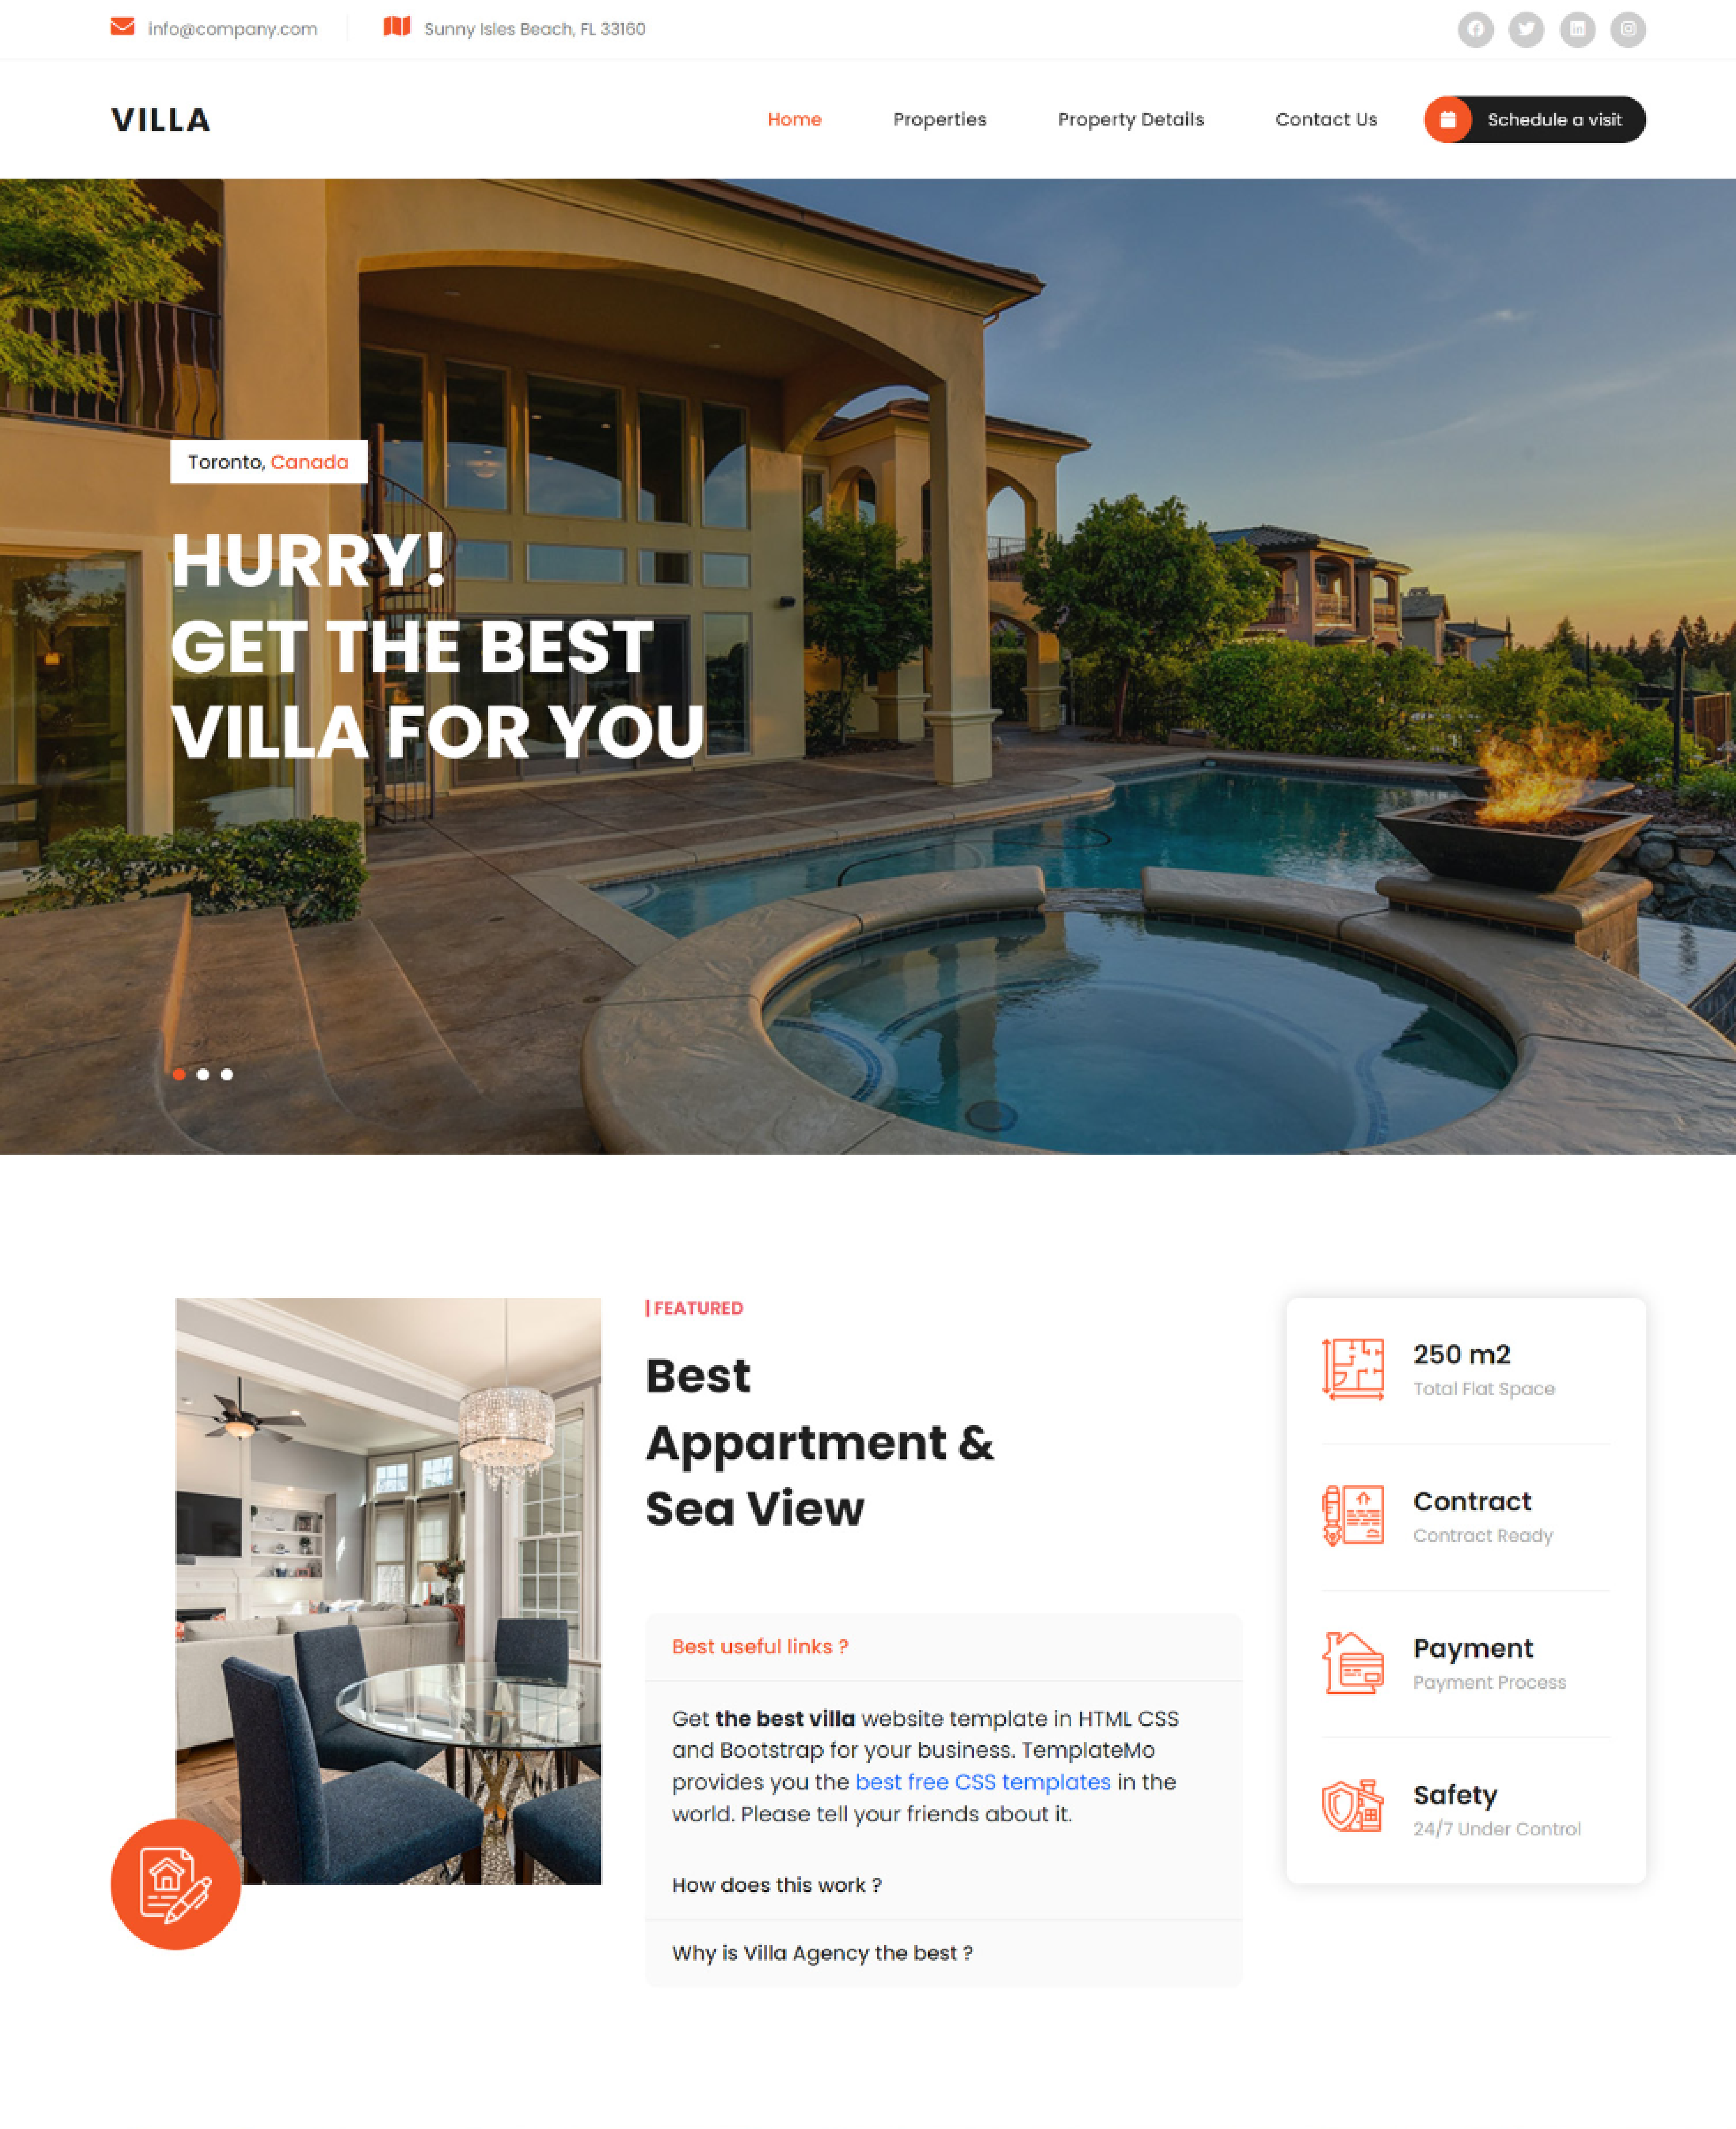 info@company.com
Sunny Isles Beach, FL 33160
VILLA
Home
Properties
Property Details
Contact Us
Schedule a visit
Toronto, Canada
HURRY!
GET THE BEST
VILLA FOR YOU
| FEATURED
Best
Appartment &
Sea View
Best useful links ?
Get the best villa website template in HTML CSS
and Bootstrap for your business. TemplateMo
provides you the best free CSS templates in the
world. Please tell your friends about it.
How does this work ?
Why is Villa Agency the best ?
250 m2
Total Flat Space
Contract
Contract Ready
Payment
Payment Process
Safety
24/7 Under Control